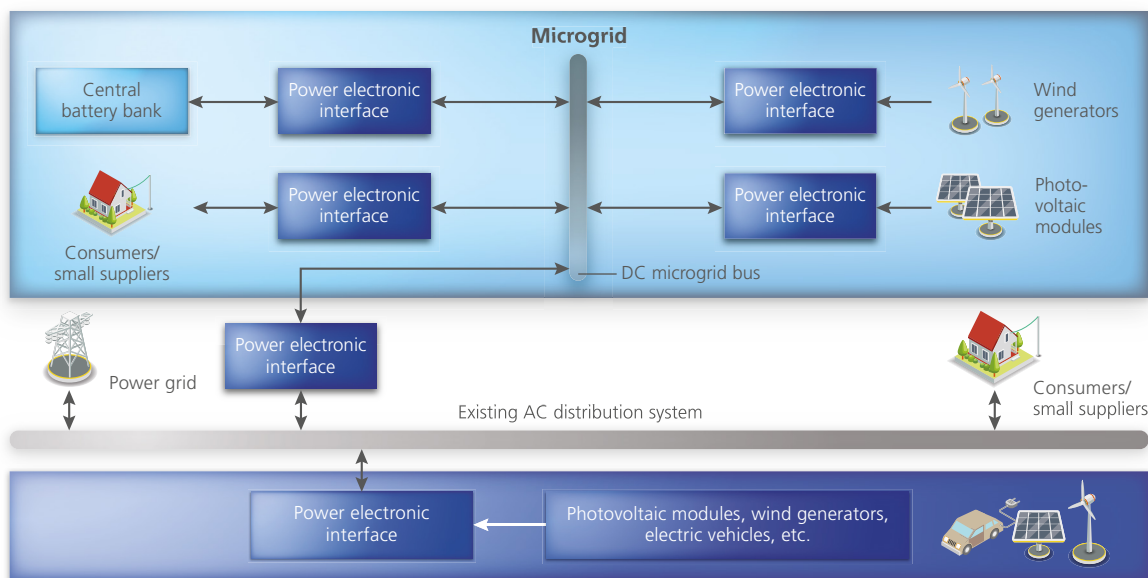 Microgrid
Central
battery bank
Power electronic
interface
Power electronic
interface
Wind
generators
Consumers/
small suppliers
Power electronic
interface
Power electronic
interface
Photo-
voltaic
modules
DC microgrid bus
Power grid
Power electronic
interface
Consumers/
small suppliers
Existing AC distribution system
Power electronic
interface
Photovoltaic modules, wind generators,
electric vehicles, etc.